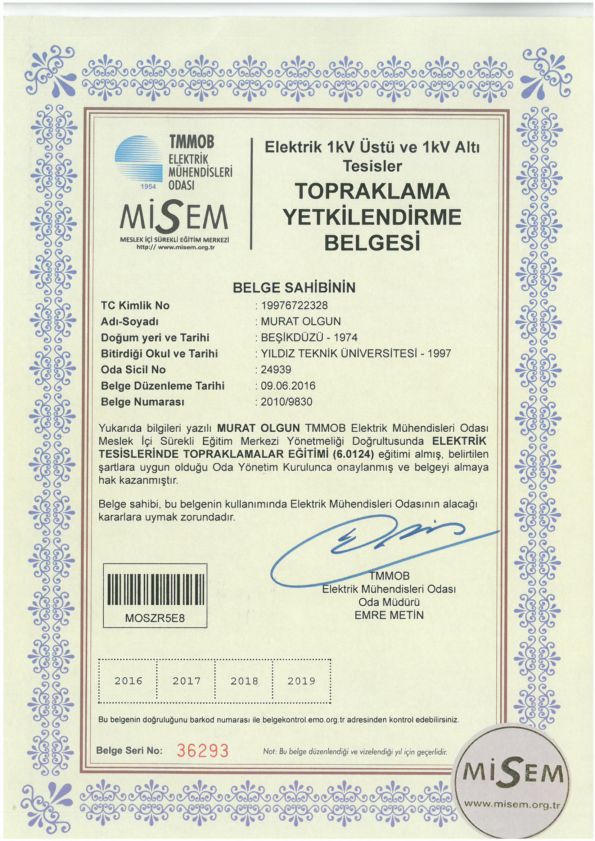 TMMOB
ELEKTRİK
MÜHENDİSLERİ
ODASI
1954
MİSEM
MESLEK İÇİ SÜREKLİ EĞİTİM MERKEZİ
http:// www.misem.org.tr
Elektrik 1kV Üstü ve 1kV Altı
Tesisler
TOPRAKLAMA
YETKİLENDİRME
BELGESİ
BELGE SAHİBİNİN
TC Kimlik No : 19976722328
Adı-Soyadı : MURAT OLGUN
Doğum yeri ve Tarihi : BEŞİKDÜZÜ - 1974
Bitirdiği Okul ve Tarihi : YILDIZ TEKNİK ÜNİVERSİTESİ - 1997
Oda Sicil No : 24939
Belge Düzenleme Tarihi : 09.06.2016
Belge Numarası : 2010/9830
Yukarıda bilgileri yazılı MURAT OLGUN TMMOB Elektrik Mühendisleri Odası
Meslek İçi Sürekli Eğitim Merkezi Yönetmeliği Doğrultusunda ELEKTRİK
TESİSLERİNDE TOPRAKLAMALAR EĞİTİMİ (6.0124) eğitimi almış, belirtilen
şartlara uygun olduğu Oda Yönetim Kurulunca onaylanmış ve belgeyi almaya
hak kazanmıştır.
Belge sahibi, bu belgenin kullanımında Elektrik Mühendisleri Odasının alacağı
kararlara uymak zorundadır.
TMMOB
Elektrik Mühendisleri Odası
Oda Müdürü
EMRE METİN
MOSZR5E8
2016 2017 2018 2019
Bu belgenin doğruluğunu barkod numarası ile belgekontrol.emo.org.tr adresinden kontrol edebilirsiniz.
Belge Seri No: 36293 Not: Bu belge düzenlendiği ve vizelendiği yıl için geçerlidir.
MİSEM
www.misem.org.tr